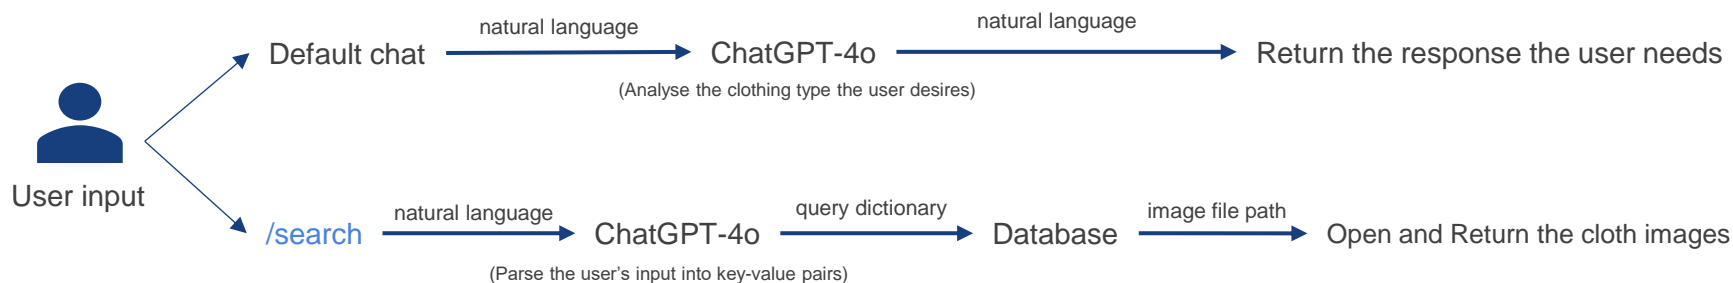 natural language
natural language
Default chat
ChatGPT-4o
Return the response the user needs
(Analyse the clothing type the user desires)
User input
natural language
query dictionary
image file path
/search
ChatGPT-4o
Database
Open and Return the cloth images
(Parse the user’s input into key-value pairs)